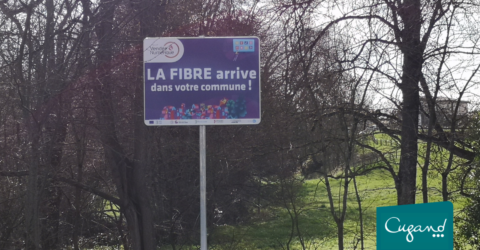 LA FIBRE arrive
dans votre commune !
Cugand